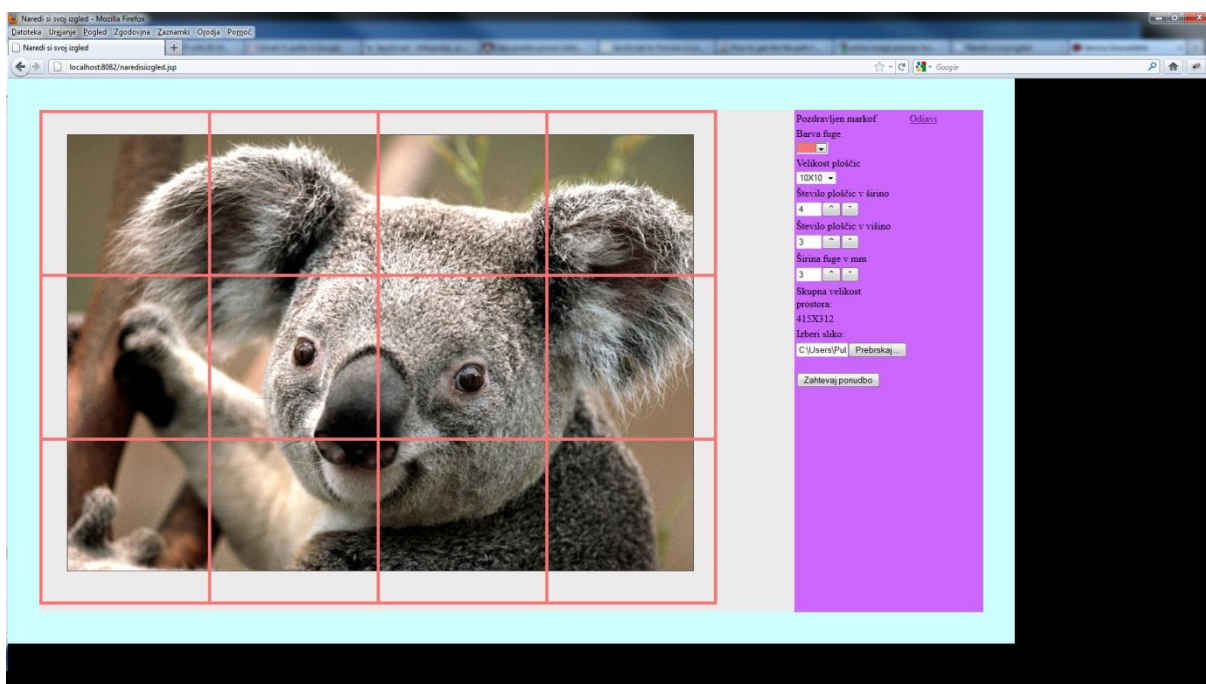 Naredi si svoj izgled - Mozilla Firefox
Datoteka Urejanje Pogled Zgodovina Zaznamki Orodja Pomoč
Naredi si svoj izgled
localhost:8082/naredisiizgled.jsp
Google
Pozdravljen markof Odjavi
Barva fuge
Velikost ploščic
10X10
Število ploščic v širino
4
Število ploščic v višino
3
Širina fuge v mm
3
Skupna velikost
prostora:
415X312
Izberi sliko:
C:\Users\Pul Prebrskaj...
Zahtevaj ponudbo